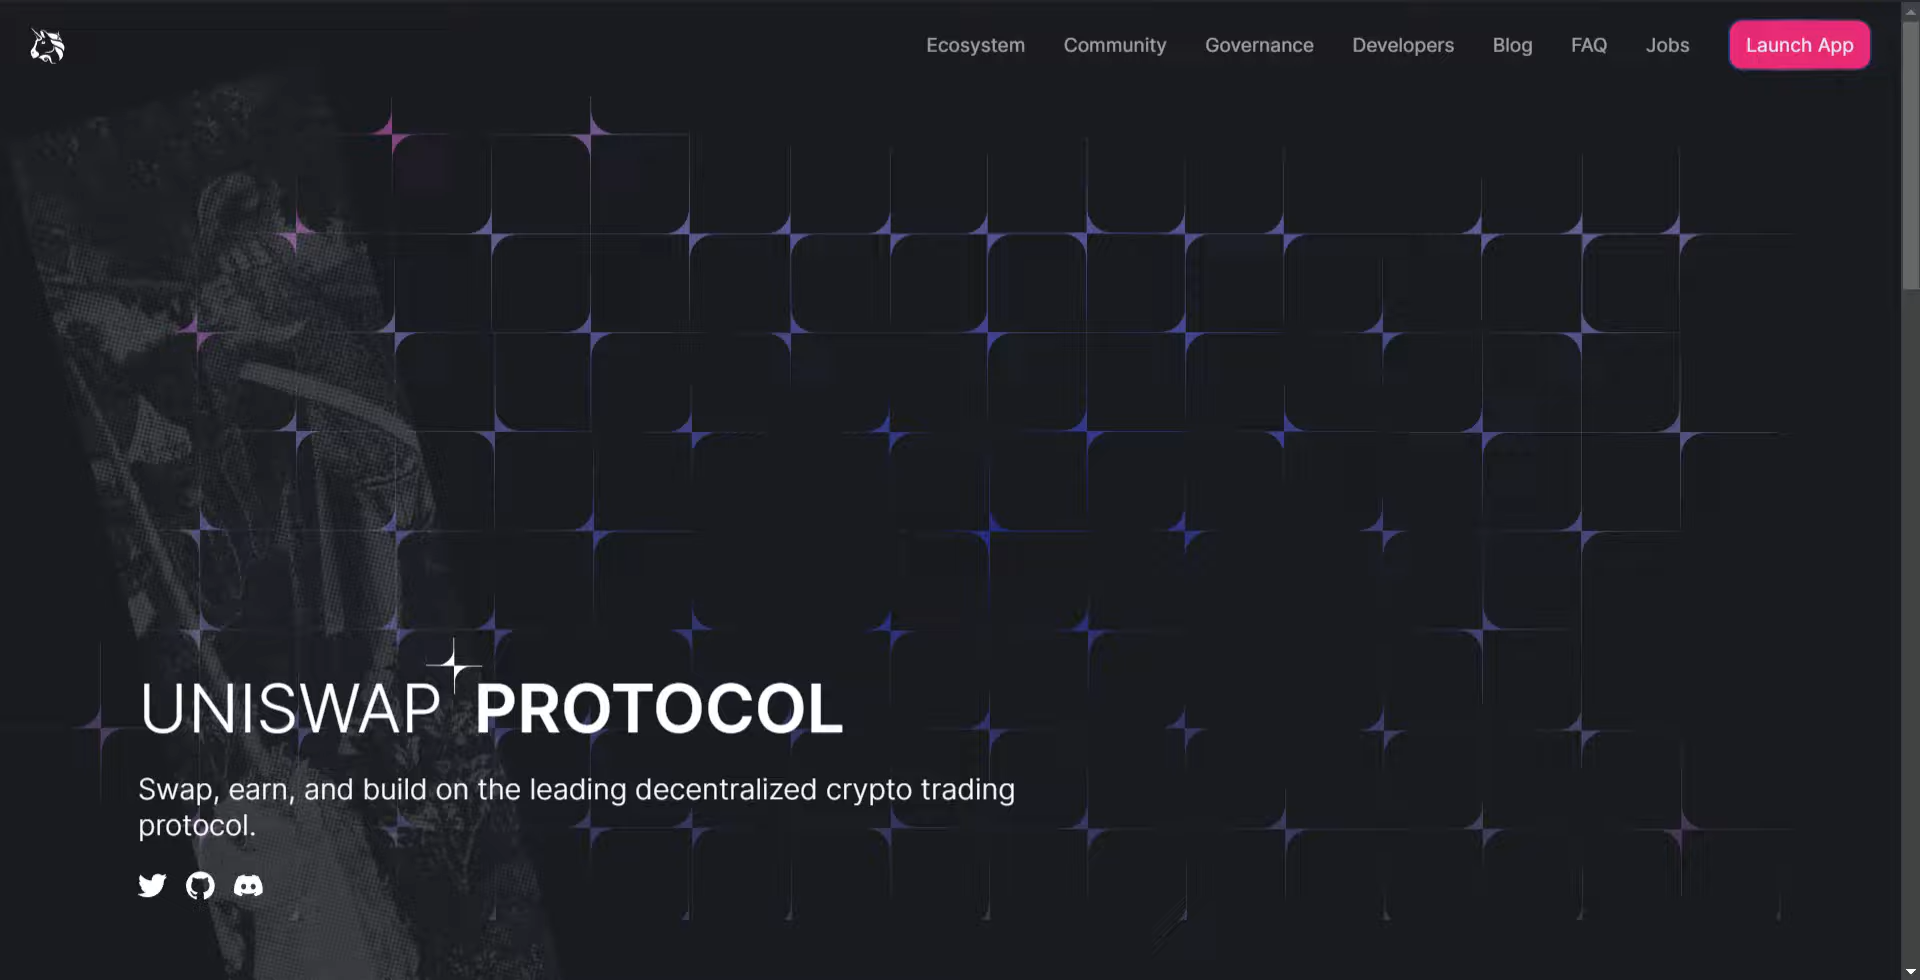 Ecosystem Community Governance Developers Blog FAQ Jobs Launch App
UNISWAP PROTOCOL
Swap, earn, and build on the leading decentralized crypto trading
protocol.